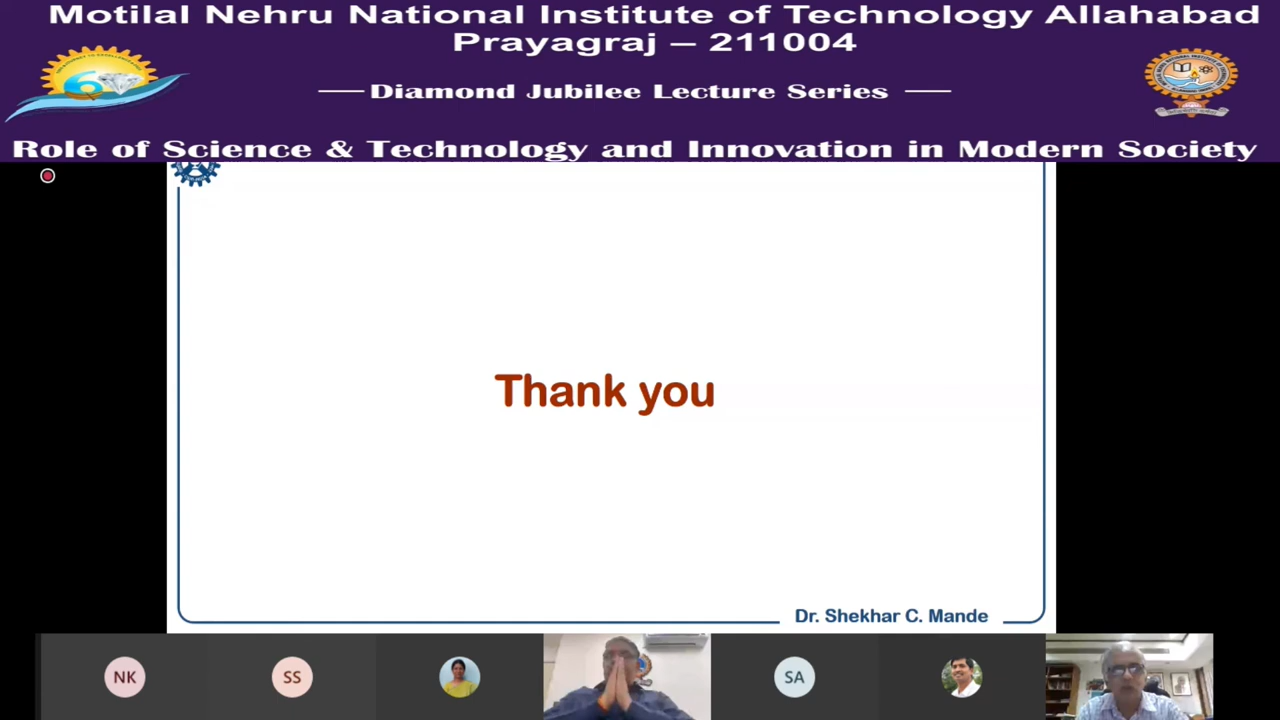 Motilal Nehru National Institute of Technology Allahabad
Prayagraj – 211004
Diamond Jubilee Lecture Series
Role of Science & Technology and Innovation in Modern Society
Thank you
Dr. Shekhar C. Mande
NK
SS
SA